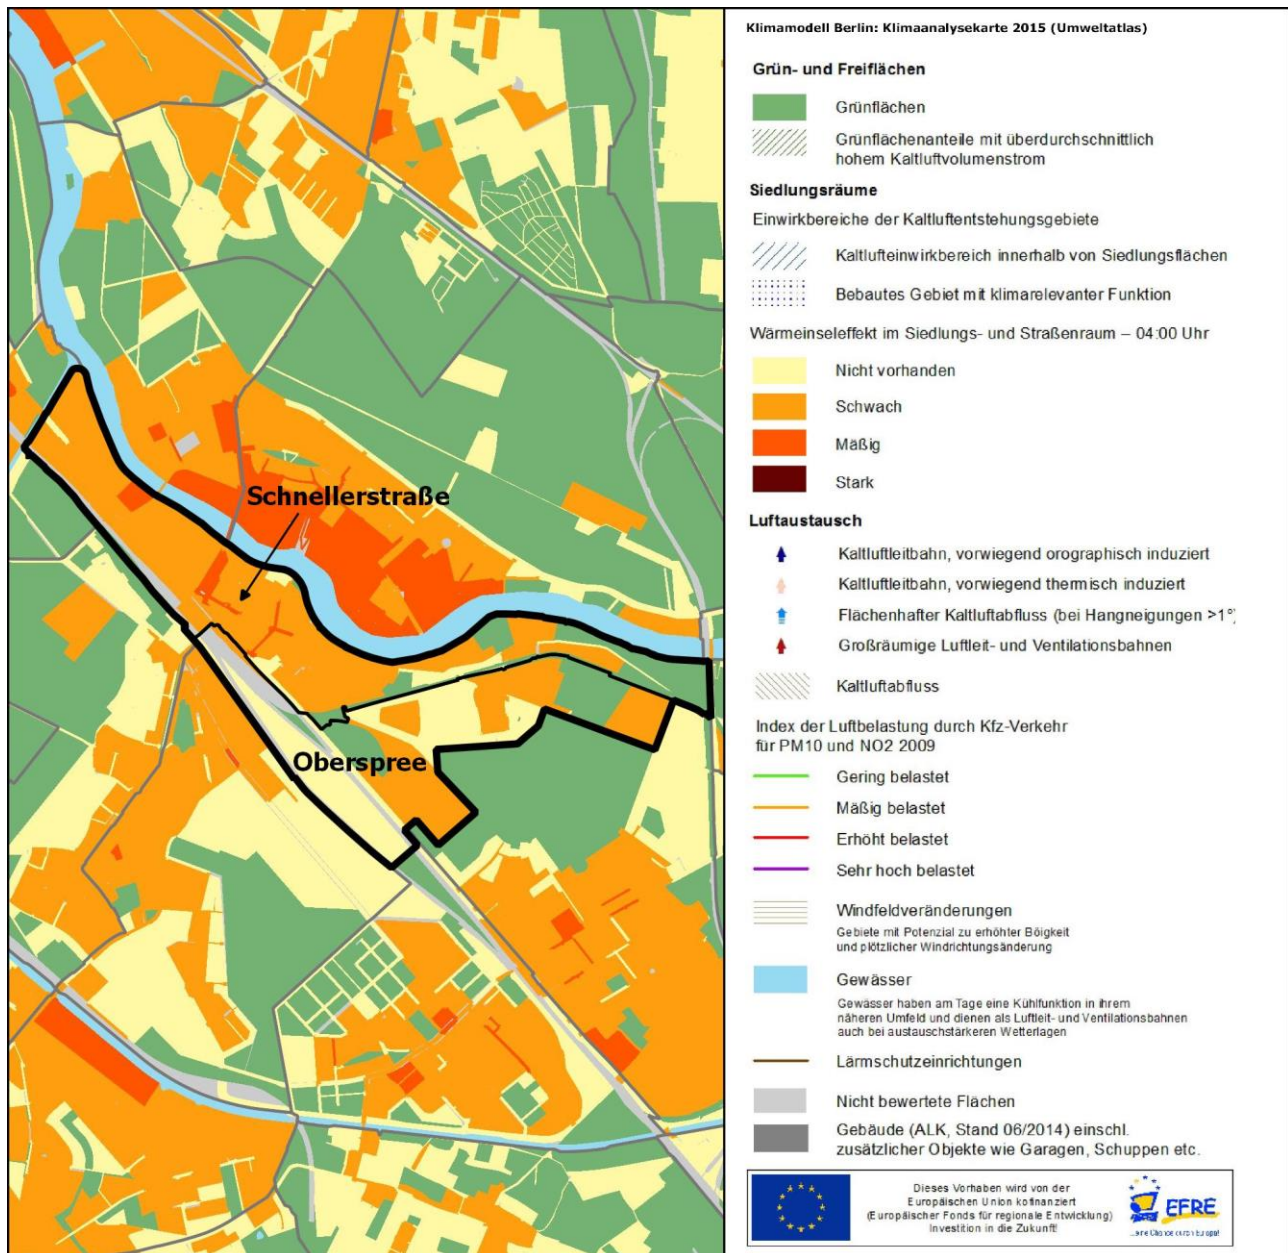 Klimamodell Berlin: Klimaanalysekarte 2015 (Umweltatlas)
Grün- und Freiflächen
Grünflächen
Grünflächenanteile mit überdurchschnittlich
hohem Kaltluftvolumenstrom
Siedlungsräume
Einwirkbereiche der Kaltluftentstehungsgebiete
Kaltlufteinwirkbereich innerhalb von Siedlungsflächen
Bebautes Gebiet mit klimarelevanter Funktion
Wärmeinseleffekt im Siedlungs- und Straßenraum – 04:00 Uhr
Nicht vorhanden
Schwach
Mäßig
Stark
Luftaustausch
Kaltluftleitbahn, vorwiegend orographisch induziert
Kaltluftleitbahn, vorwiegend thermisch induziert
Flächenhafter Kaltluftabfluss (bei Hangneigungen >1°)
Großräumige Luftleit- und Ventilationsbahnen
Kaltluftabfluss
Index der Luftbelastung durch Kfz-Verkehr
für PM10 und NO2 2009
Gering belastet
Mäßig belastet
Erhöht belastet
Sehr hoch belastet
Windfeldveränderungen
Gebiete mit Potenzial zu erhöhter Böigkeit
und plötzlicher Windrichtungsänderung
Gewässer
Gewässer haben am Tage eine Kühlfunktion in ihrem
näheren Umfeld und dienen als Luftleit- und Ventilationsbahnen
auch bei austauschstärkeren Wetterlagen
Lärmschutzeinrichtungen
Nicht bewertete Flächen
Gebäude (ALK, Stand 06/2014) einschl.
zusätzlicher Objekte wie Garagen, Schuppen etc.
Dieses Vorhaben wird von der
Europäischen Union kofinanziert
(Europäischer Fonds für regionale Entwicklung)
Investition in die Zukunft!
EFRE
...eine Chance durch Europa!
Schnellerstraße
Oberspree